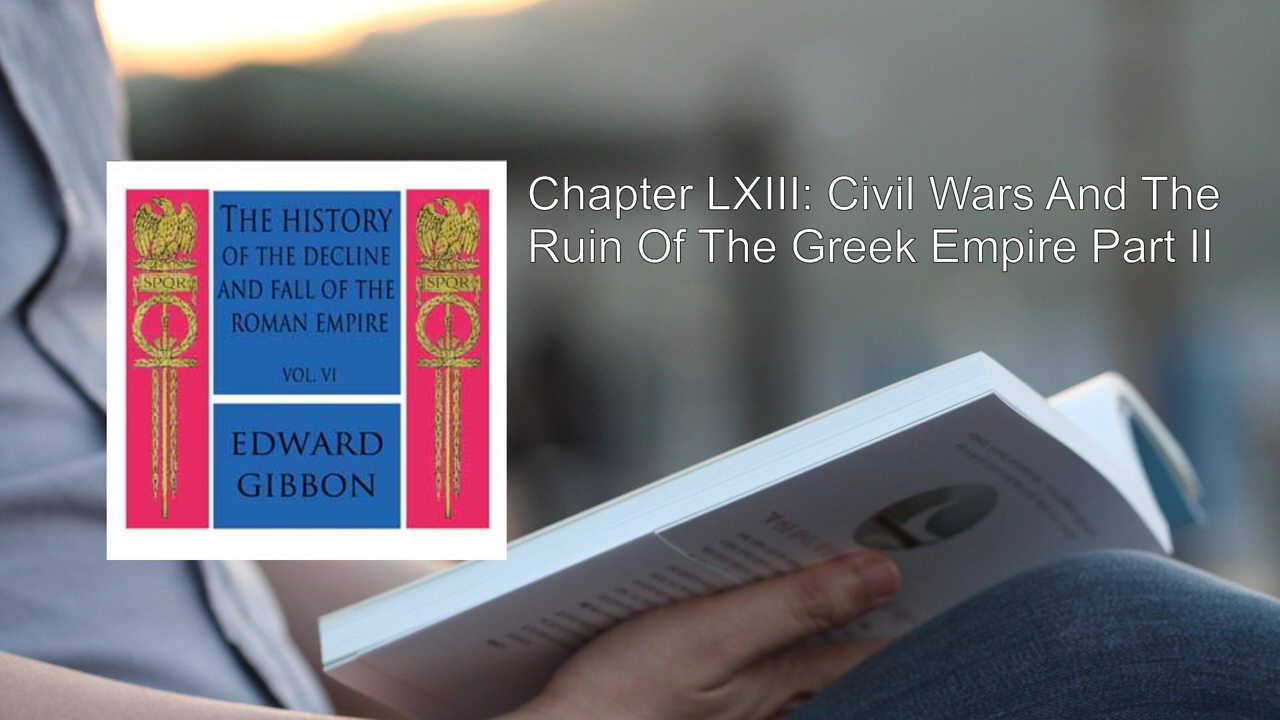 THE HISTORY
OF THE DECLINE
AND FALL OF THE
ROMAN EMPIRE
VOL. VI
EDWARD
GIBBON
SPQR
SPQR
Chapter LXIII: Civil Wars And The
Ruin Of The Greek Empire Part II